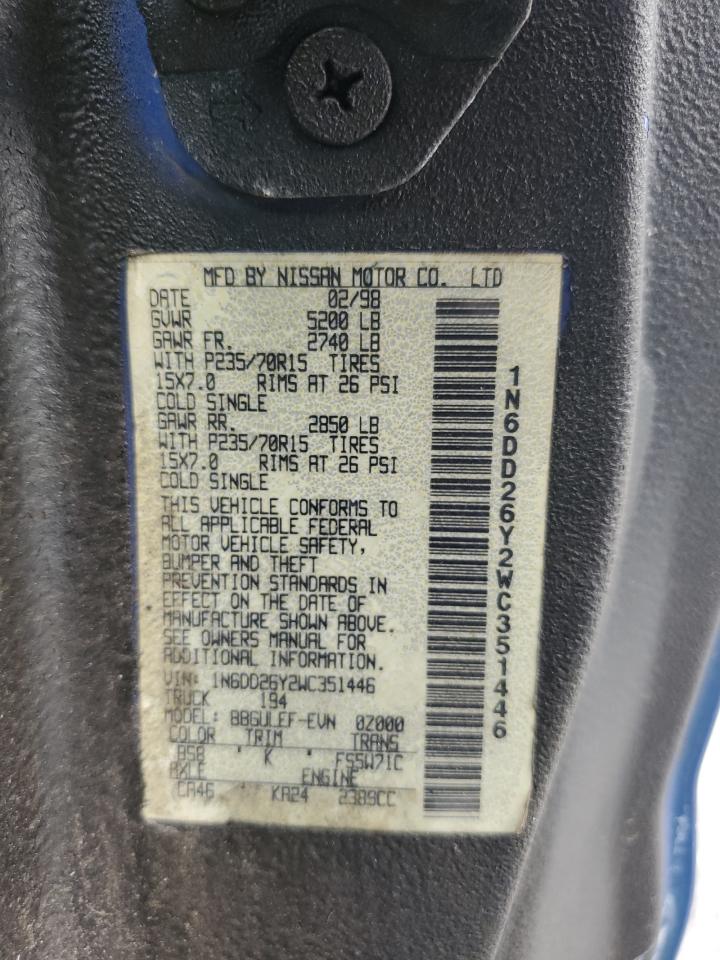 MFD BY NISSAN MOTOR CO. LTD
DATE 02/98
GVWR 5200 LB
GAWR FR. 2740 LB
WITH P235/70R15 TIRES
15X7.0 RIMS AT 26 PSI
COLD SINGLE
GAWR RR. 2850 LB
WITH P235/70R15 TIRES
15X7.0 RIMS AT 26 PSI
COLD SINGLE
THIS VEHICLE CONFORMS TO
ALL APPLICABLE FEDERAL
MOTOR VEHICLE SAFETY,
BUMPER AND THEFT
PREVENTION STANDARDS IN
EFFECT ON THE DATE OF
MANUFACTURE SHOWN ABOVE.
SEE OWNERS MANUAL FOR
ADDITIONAL INFORMATION.
VIN: 1N6DD26Y2WC351446
TRUCK 194
MODEL: BBGULEF-EVN 0Z000
COLOR TRIM TRANS
B58 ' K ' FS5W71C
AXLE ENGINE
CA46 KA24 2389CC
1N6DD26Y2WC351446